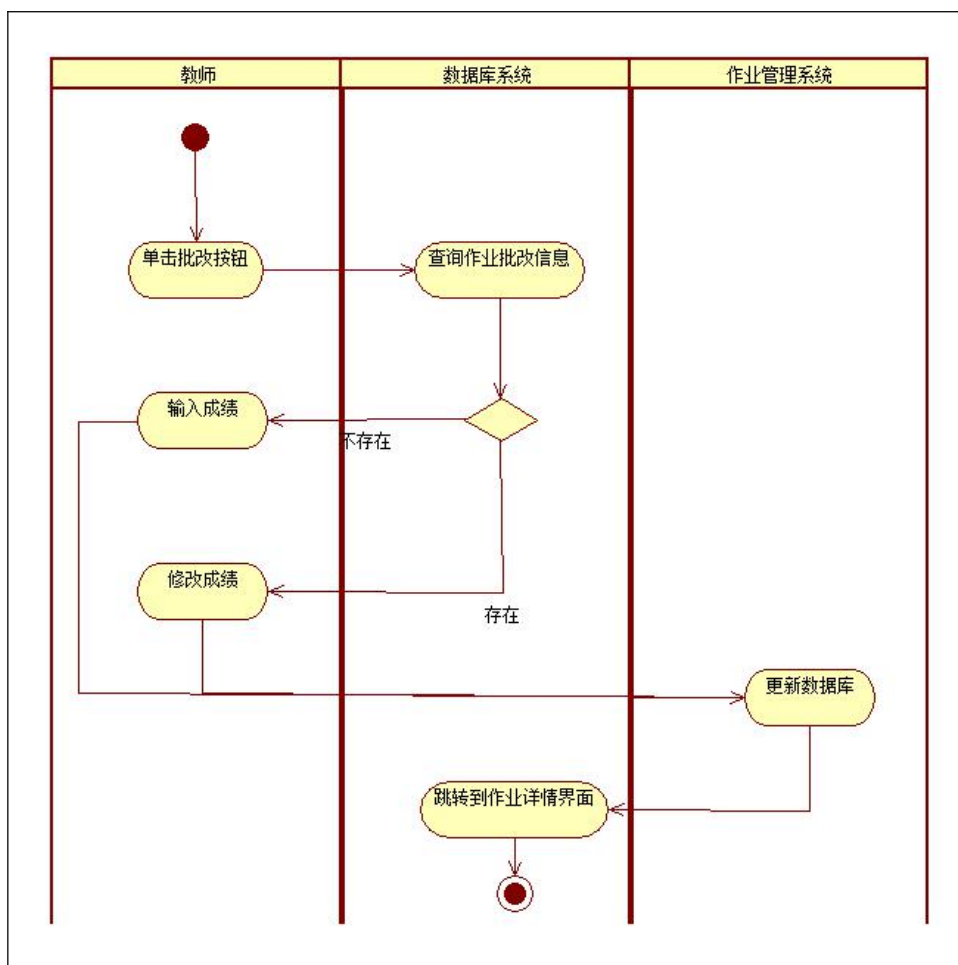 教师
数据库系统
作业管理系统
单击批改按钮
查询作业批改信息
输入成绩
不存在
修改成绩
存在
更新数据库
跳转到作业详情界面